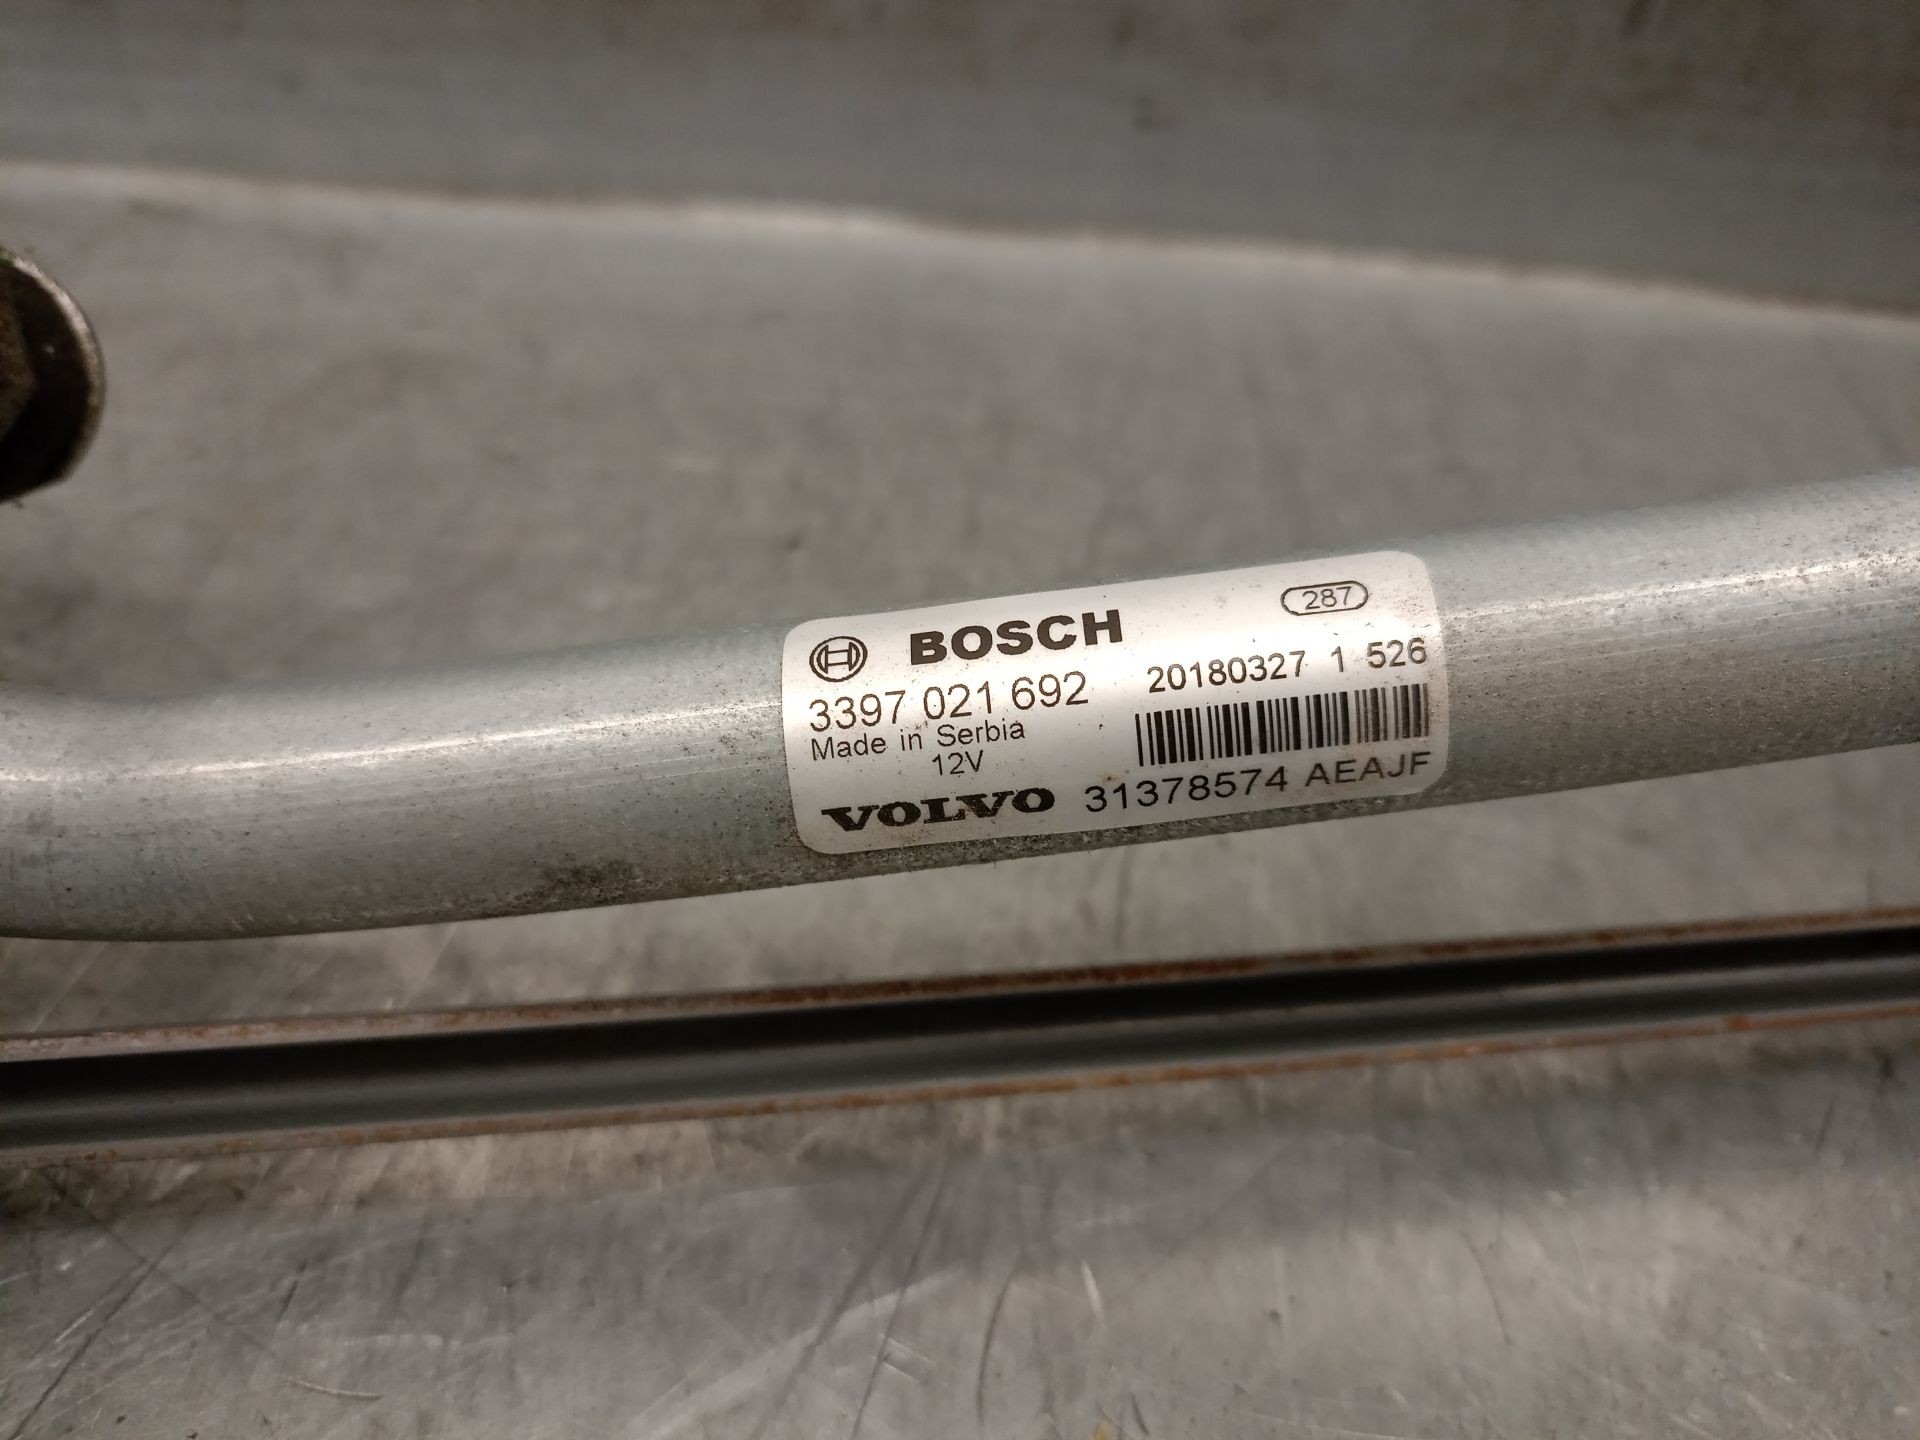 BOSCH 287
3397 021 692 20180327 1 526
Made in Serbia
12V
VOLVO 31378574 AEAJF